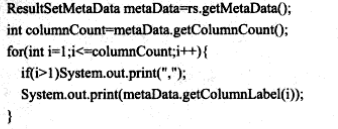 ResultSetMetaData metaData=rs.getMetaData();
int columnCount=metaData.getColumnCount();
for(int i=1;i<=columnCount;i++){
if(i>1)System.out.print(",");
System.out.print(metaData.getColumnLabel(i));
}